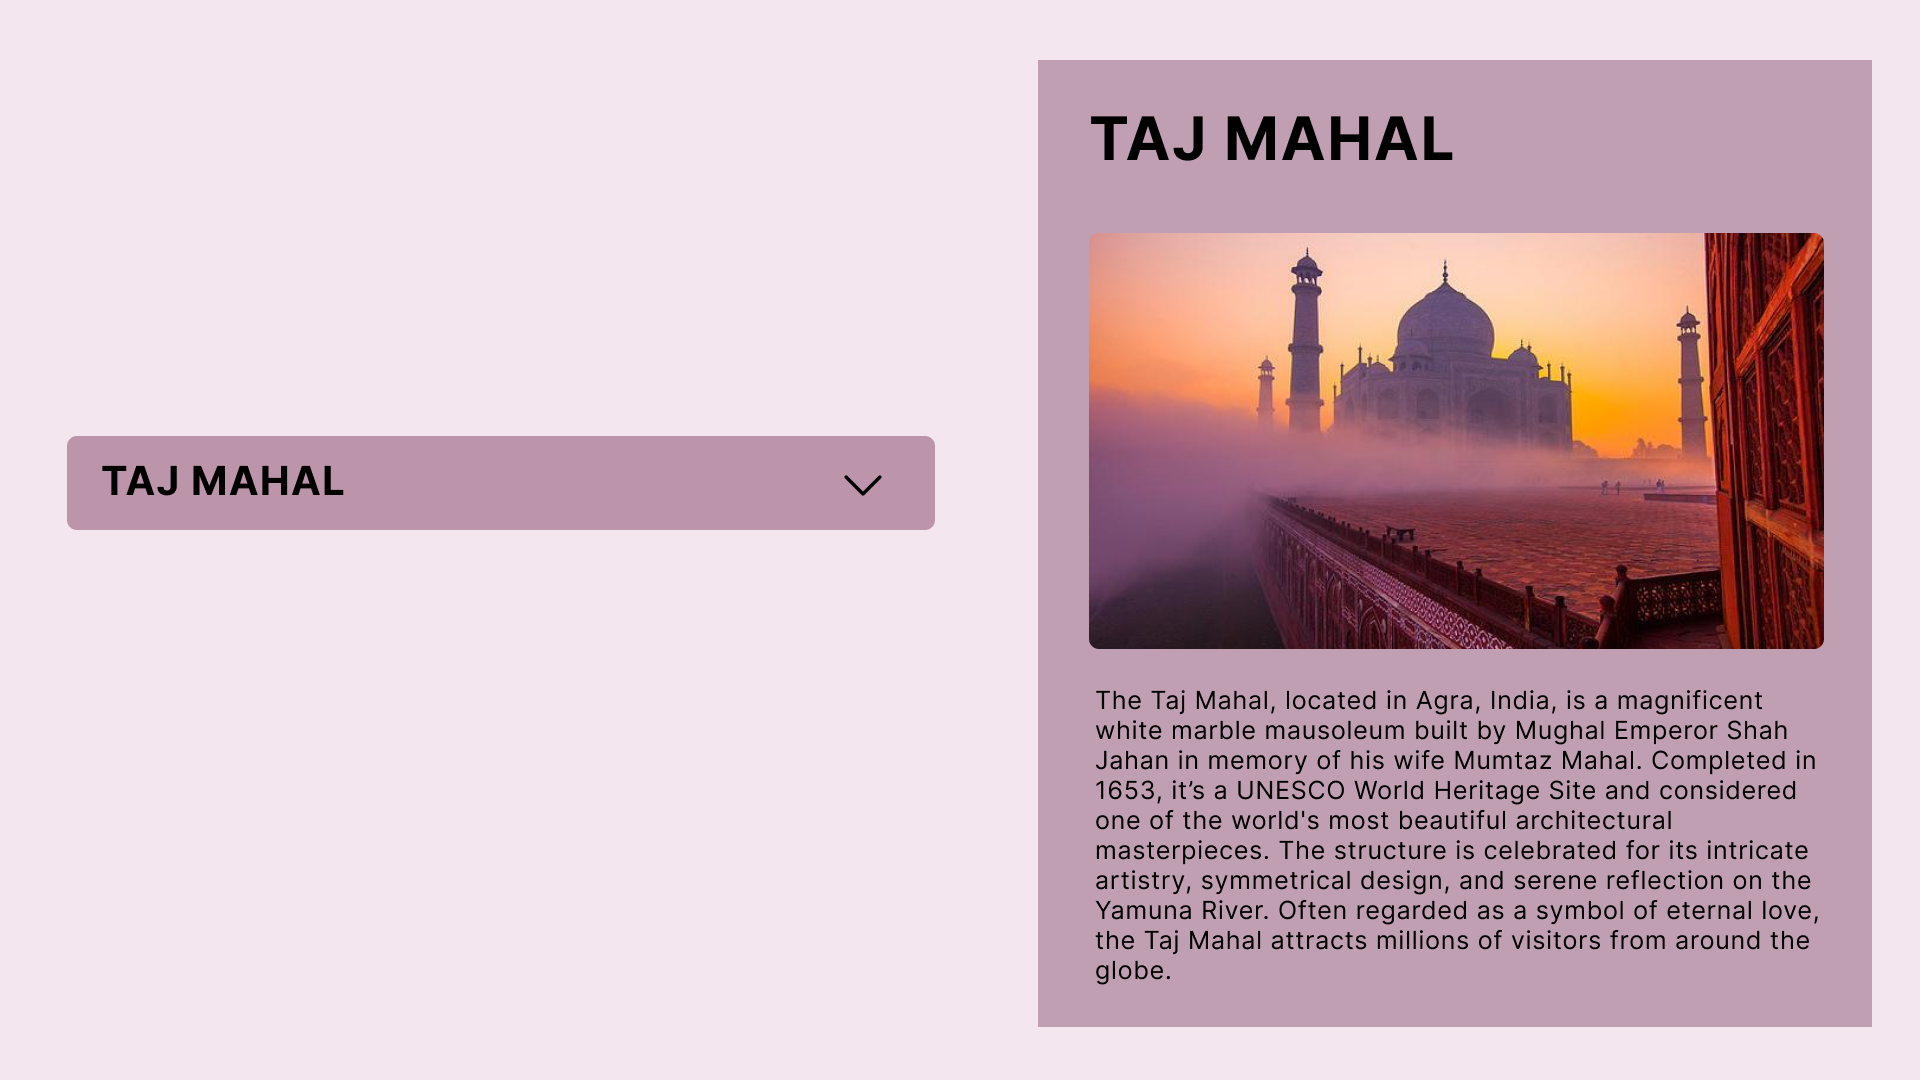 TAJ MAHAL
TAJ MAHAL
The Taj Mahal, located in Agra, India, is a magnificent
white marble mausoleum built by Mughal Emperor Shah
Jahan in memory of his wife Mumtaz Mahal. Completed in
1653, it’s a UNESCO World Heritage Site and considered
one of the world's most beautiful architectural
masterpieces. The structure is celebrated for its intricate
artistry, symmetrical design, and serene reflection on the
Yamuna River. Often regarded as a symbol of eternal love,
the Taj Mahal attracts millions of visitors from around the
globe.